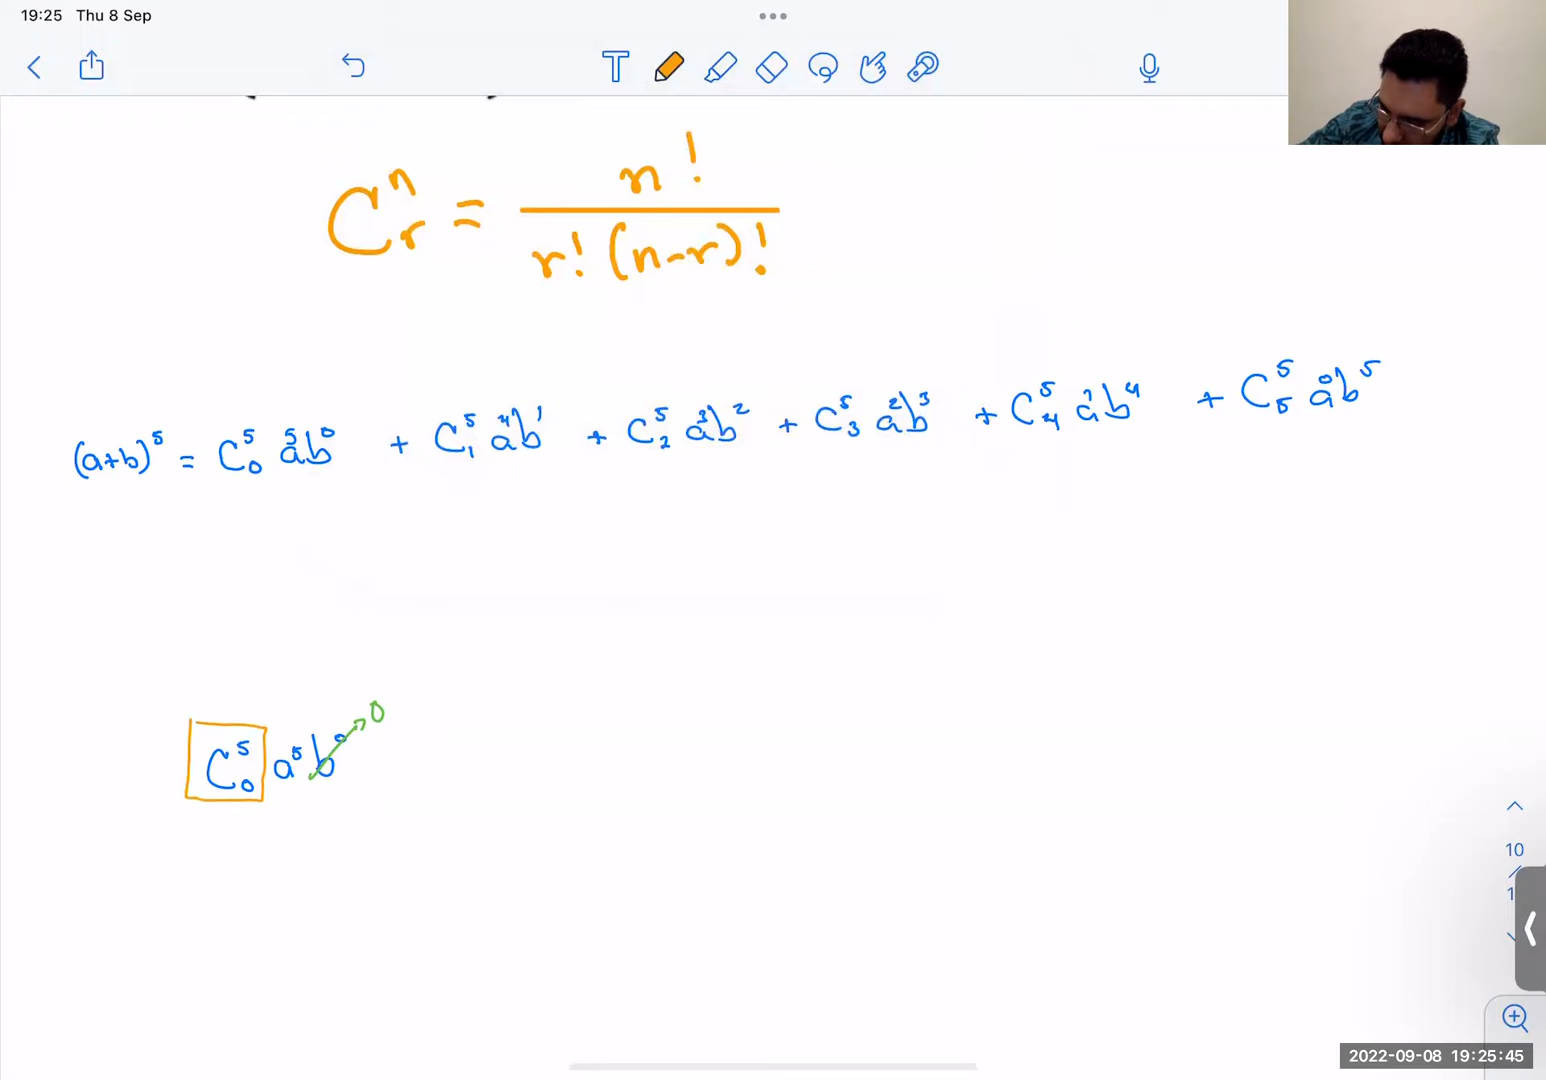 19:25 Thu 8 Sep
T
C^n_r = n! / r!(n-r)!
(a+b)^5 = C^5_0 a^5 b^0 + C^5_1 a^4 b^1 + C^5_2 a^3 b^2 + C^5_3 a^2 b^3 + C^5_4 a^1 b^4 + C^5_5 a^0 b^5
C^5_0 a^5 b^0 → 0
10
/
1
2022-09-08 19:25:45